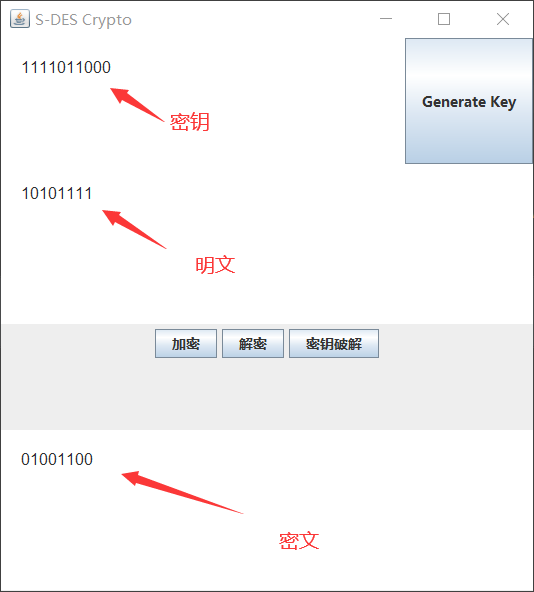 S-DES Crypto
1111011000
密钥
Generate Key
10101111
明文
加密 解密 密钥破解
01001100
密文